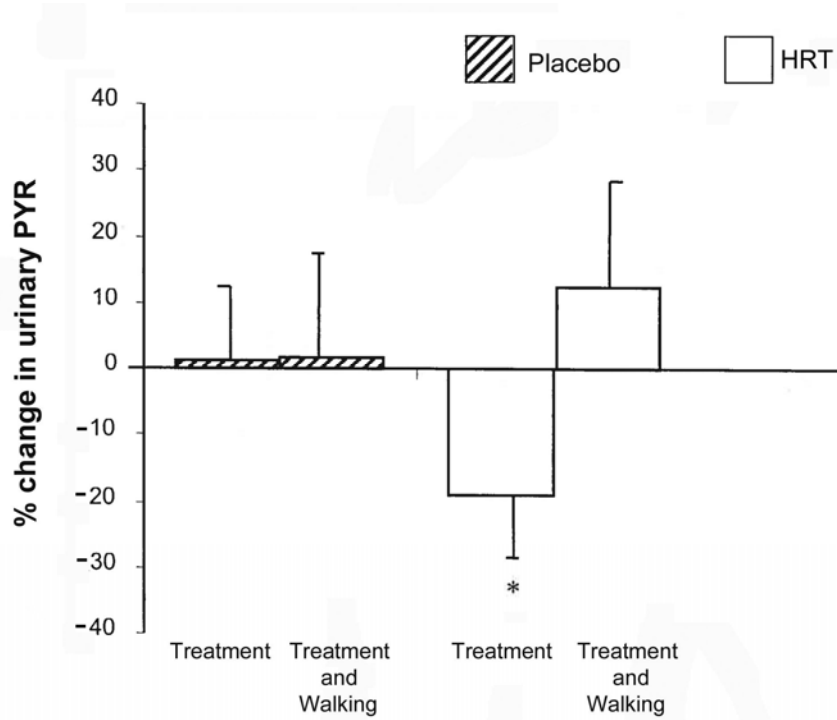 Placebo
HRT
% change in urinary PYR
40
30
20
10
0
-10
-20
-30
-40
*
Treatment
Treatment
and
Walking
Treatment
Treatment
and
Walking